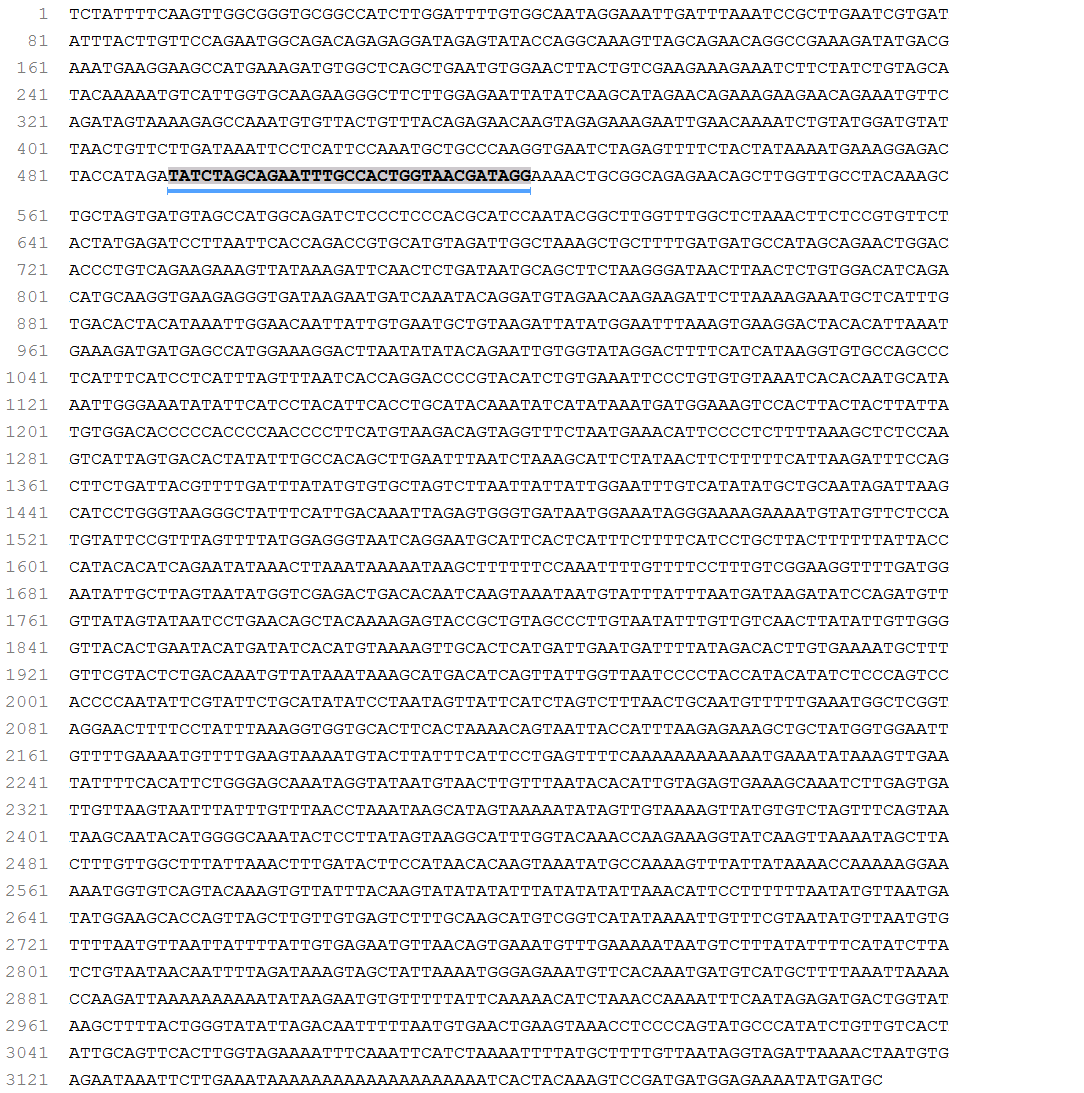 1 TCTATTTTCAAGTTGGCGGGTGCGGCCATCTTGGATTTTGTGGCAATAGGAAATTGATTTAAATCCGCTTGAATCGTGAT
81 ATTTACTTGTTCCAGAATGGCAGACAGAGAGGATAGAGTATACCAGGCAAAGTTAGCAGAACAGGCCGAAAGATATGACG
161 AAATGAAGGAAGCCATGAAAGATGTGGCTCAGCTGAATGTGGAACTTACTGTCGAAGAAAGAAATCTTCTATCTGTAGCA
241 TACAAAAATGTCATTGGTGCAAGAAGGGCTTCTTGGAGAATTATATCAAGCATAGAACAGAAAGAAGAACAGAAATGTTC
321 AGATAGTAAAAGAGCCAAATGTGTTACTGTTTACAGAGAACAAGTAGAGAAAGAATTGAACAAAATCTGTATGGATGTAT
401 TAACTGTTCTTGATAAATTCCTCATTCCAAATGCTGCCCAAGGTGAATCTAGAGTTTTCTACTATAAAATGAAAGGAGAC
481 TACCATAGATATCTAGCAGAATTTGCCACTGGTAACGATAGGAAAACTGCGGCAGAGAACAGCTTGGTTGCCTACAAAGC
561 TGCTAGTGATGTAGCCATGGCAGATCTCCCTCCCACGCATCCAATACGGCTTGGTTTGGCTCTAAACTTCTCCGTGTTCT
641 ACTATGAGATCCTTAATTCACCAGACCGTGCATGTAGATTGGCTAAAGCTGCTTTTGATGATGCCATAGCAGAACTGGAC
721 ACCCTGTCAGAAGAAAGTTATAAAGATTCAACTCTGATAATGCAGCTTCTAAGGGATAACTTAACTCTGTGGACATCAGA
801 CATGCAAGGTGAAGAGGGTGATAAGAATGATCAAATACAGGATGTAGAACAAGAAGATTCTTAAAAGAAATGCTCATTTG
881 TGACACTACATAAATTGGAACAATTATTGTGAATGCTGTAAGATTATATGGAATTTAAAGTGAAGGACTACACATTAAAT
961 GAAAGATGATGAGCCATGGAAAGGACTTAATATATACAGAATTGTGGTATAGGACTTTTCATCATAAGGTGTGCCAGCCC
1041 TCATTTCATCCTCATTTAGTTTAATCACCAGGACCCCGTACATCTGTGAAATTCCCTGTGTGTAAATCACACAATGCATA
1121 AATTGGGAAATATATTCATCCTACATTCACCTGCATACAAATATCATATAAATGATGGAAAGTCCACTTACTACTTATTA
1201 TGTGGACACCCCCACCCCAACCCCTTCATGTAAGACAGTAGGTTTCTAATGAAACATTCCCCTCTTTTAAAGCTCTCCAA
1281 GTCATTAGTGACACTATATTTGCCACAGCTTGAATTTAATCTAAAGCATTCTATAACTTCTTTTTCATTAAGATTTCCAG
1361 CTTCTGATTACGTTTTGATTTATATGTGTGCTAGTCTTAATTATTATTGGAATTTGTCATATATGCTGCAATAGATTAAG
1441 CATCCTGGGTAAGGGCTATTTCATTGACAAATTAGAGTGGGTGATAATGGAAATAGGGAAAAGAAAATGTATGTTCTCCA
1521 TGTATTCCGTTTAGTTTTATGGAGGGTAATCAGGAATGCATTCACTCATTTCTTTTCATCCTGCTTACTTTTTTATTACC
1601 CATACACATCAGAATATAAACTTAAATAAAAATAAGCTTTTTTCCAAATTTTGTTTTCCTTTGTCGGAAGGTTTTGATGG
1681 AATATTGCTTAGTAATATGGTCGAGACTGACACAATCAAGTAAATAATGTATTTATTTAATGATAAGATATCCAGATGTT
1761 GTTATAGTATAATCCTGAACAGCTACAAAAGAGTACCGCTGTAGCCCTTGTAATATTTGTTGTCAACTTATATTGTTGGG
1841 GTTACACTGAATACATGATATCACATGTAAAAGTTGCACTCATGATTGAATGATTTTATAGACACTTGTGAAAATGCTTT
1921 GTTCGTACTCTGACAAATGTTATAAATAAAGCATGACATCAGTTATTGGTTAATCCCCTACCATACATATCTCCCAGTCC
2001 ACCCCAATATTCGTATTCTGCATATATCCTAATAGTTATTCATCTAGTCTTTAACTGCAATGTTTTTGAAATGGCTCGGT
2081 AGGAACTTTTCCTATTTAAAGGTGGTGCACTTCACTAAAACAGTAATTACCATTTAAGAGAAAGCTGCTATGGTGGAATT
2161 GTTTTGAAAATGTTTTGAAGTAAAATGTACTTATTTCATTCCTGAGTTTTCAAAAAAAAAAAATGAAATATAAAGTTGAA
2241 TATTTTCACATTCTGGGAGCAAATAGGTATAATGTAACTTGTTTAATACACATTGTAGAGTGAAAGCAAATCTTGAGTGA
2321 TTGTTAAGTAATTTATTTGTTTAACCTAAATAAGCATAGTAAAAATATAGTTGTAAAAGTTATGTGTCTAGTTTCAGTAA
2401 TAAGCAATACATGGGGCAAATACTCCTTATAGTAAGGCATTTGGTACAAACCAAGAAAGGTATCAAGTTAAAATAGCTTA
2481 CTTTGTTGGCTTTATTAAACTTTGATACTTCCATAACACAAGTAAATATGCCAAAAGTTTATTATAAAACCAAAAAGGAA
2561 AAATGGTGTCAGTACAAAGTGTTATTTACAAGTATATATATTTATATATATTAAACATTCCTTTTTTAATATGTTAATGA
2641 TATGGAAGCACCAGTTAGCTTGTTGTGAGTCTTTGCAAGCATGTCGGTCATATAAAATTGTTTCGTAATATGTTAATGTG
2721 TTTTAATGTTAATTATTTTATTGTGAGAATGTTAACAGTGAAATGTTTGAAAAATAATGTCTTTATATTTTCATATCTTA
2801 TCTGTAATAACAATTTTAGATAAAGTAGCTATTAAAATGGGAGAAATGTTCACAAATGATGTCATGCTTTTAAATTAAAA
2881 CCAAGATTAAAAAAAAAATATAAGAATGTGTTTTTATTCAAAAACATCTAAACCAAAATTTCAATAGAGATGACTGGTAT
2961 AAGCTTTTACTGGGTATATTAGACAATTTTTAATGTGAACTGAAGTAAACCTCCCCAGTATGCCCATATCTGTTGTCACT
3041 ATTGCAGTTCACTTGGTAGAAAATTTCAAATTCATCTAAAATTTTATGCTTTTGTTAATAGGTAGATTAAAACTAATGTG
3121 AGAATAAATTCTTGAAATAAAAAAAAAAAAAAAAAAAAATCACTACAAAGTCCGATGATGGAGAAAATATGATGC